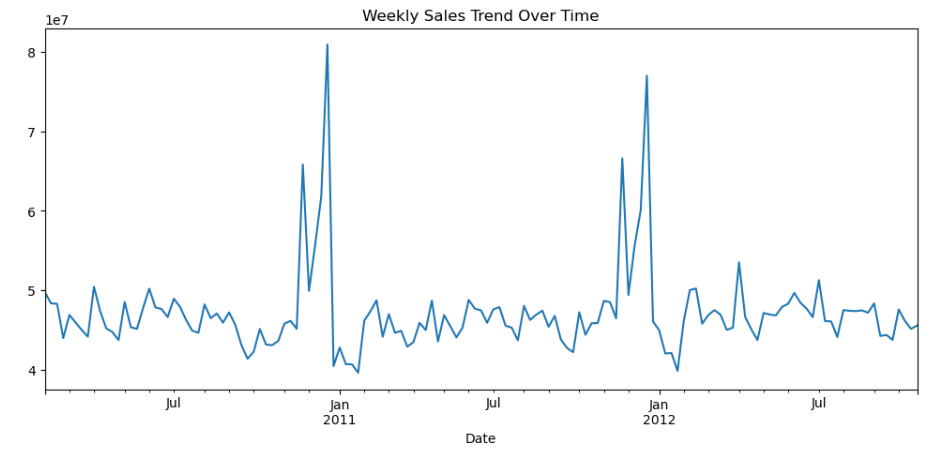 Weekly Sales Trend Over Time
1e7
8
7
6
5
4
Jul
Jan
2011
Jul
Jan
2012
Jul
Date